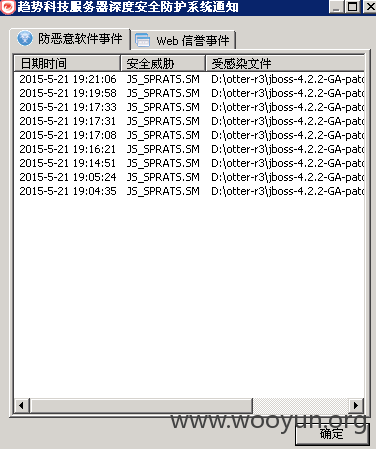 趋势科技服务器深度安全防护系统通知
防恶意软件事件 Web 信誉事件
日期时间 安全威胁 受感染文件
2015-5-21 19:21:06 JS_SPRATS.SM D:\otter-r3\jboss-4.2.2-GA-patc
2015-5-21 19:19:58 JS_SPRATS.SM D:\otter-r3\jboss-4.2.2-GA-patc
2015-5-21 19:17:33 JS_SPRATS.SM D:\otter-r3\jboss-4.2.2-GA-patc
2015-5-21 19:17:31 JS_SPRATS.SM D:\otter-r3\jboss-4.2.2-GA-patc
2015-5-21 19:17:08 JS_SPRATS.SM D:\otter-r3\jboss-4.2.2-GA-patc
2015-5-21 19:16:21 JS_SPRATS.SM D:\otter-r3\jboss-4.2.2-GA-patc
2015-5-21 19:14:51 JS_SPRATS.SM D:\otter-r3\jboss-4.2.2-GA-patc
2015-5-21 19:05:24 JS_SPRATS.SM D:\otter-r3\jboss-4.2.2-GA-patc
2015-5-21 19:04:35 JS_SPRATS.SM D:\otter-r3\jboss-4.2.2-GA-patc
www.wooyun.org
确定